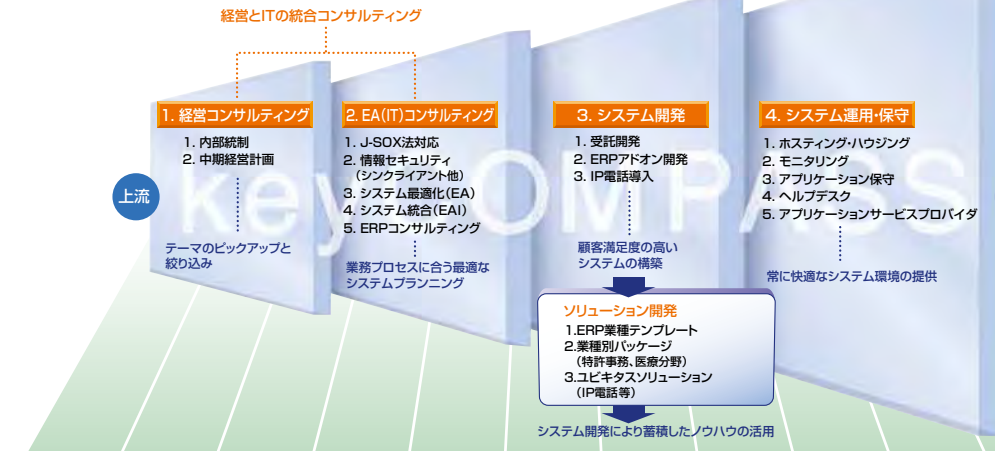 経営とITの統合コンサルティング
key COMPASS
上流
1. 経営コンサルティング
1. 内部統制
2. 中期経営計画
テーマのピックアップと
絞り込み
2. EA(IT)コンサルティング
1. J-SOX法対応
2. 情報セキュリティ
(シンクライアント他)
3. システム最適化(EA)
4. システム統合(EAI)
5. ERPコンサルティング
業務プロセスに合う最適な
システムプランニング
3. システム開発
1. 受託開発
2. ERPアドオン開発
3. IP電話導入
顧客満足度の高い
システムの構築
ソリューション開発
1.ERP業種テンプレート
2.業種別パッケージ
(特許事務、医療分野)
3.ユビキタスソリューション
(IP電話等)
システム開発により蓄積したノウハウの活用
4. システム運用・保守
1. ホスティング・ハウジング
2. モニタリング
3. アプリケーション保守
4. ヘルプデスク
5. アプリケーションサービスプロバイダ
常に快適なシステム環境の提供